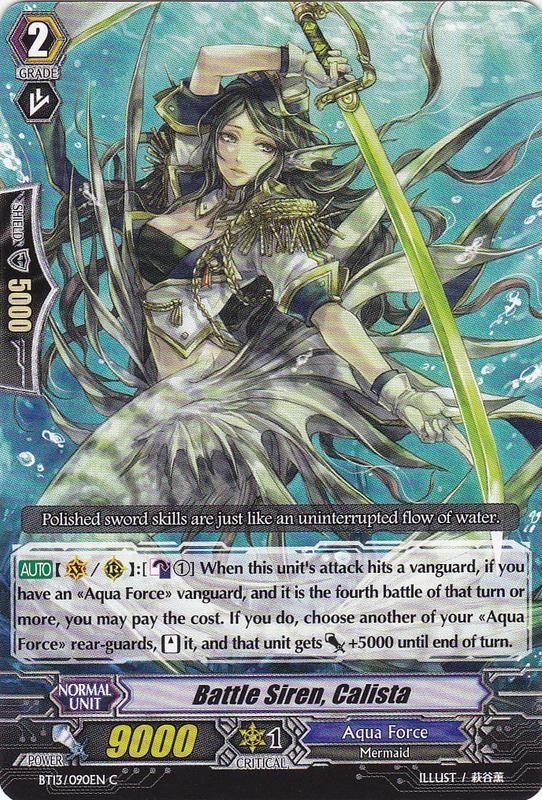 2
GRADE
SHIELD
5000
Polished sword skills are just like an uninterrupted flow of water.
AUTO [ V / R ]:[ ①] When this unit's attack hits a vanguard, if you
have an «Aqua Force» vanguard, and it is the fourth battle of that turn or
more, you may pay the cost. If you do, choose another of your «Aqua
Force» rear-guards, it, and that unit gets +5000 until end of turn.
NORMAL
UNIT
Battle Siren, Calista
POWER
9000
1
CRITICAL
Aqua Force
Mermaid
BT13/090EN C
ILLUST / 萩谷薫